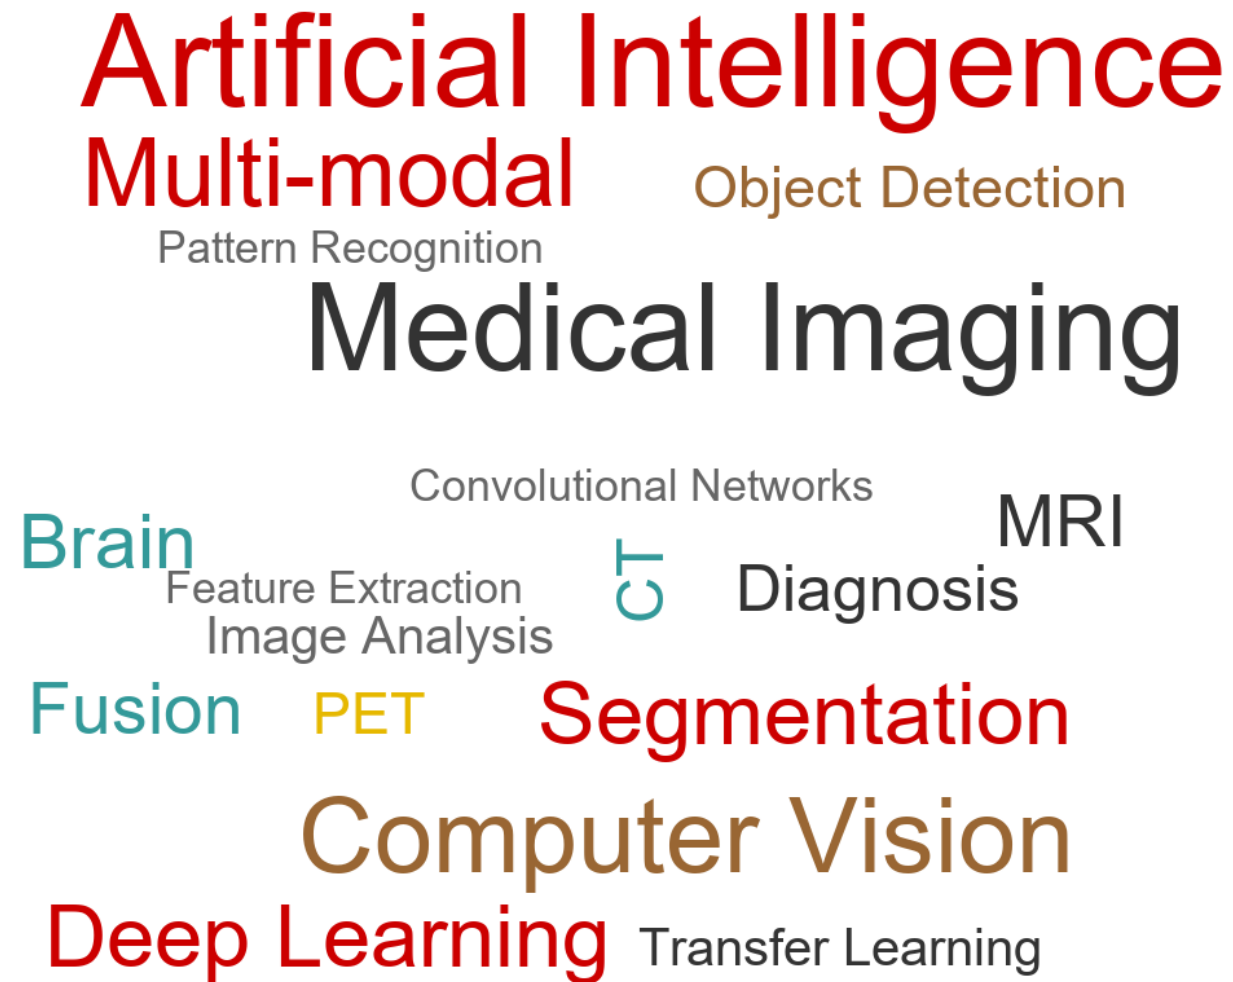 Artificial Intelligence
Multi-modal
Object Detection
Pattern Recognition
Medical Imaging
Convolutional Networks
MRI
Brain
CT
Diagnosis
Feature Extraction
Image Analysis
Fusion
PET
Segmentation
Computer Vision
Deep Learning
Transfer Learning